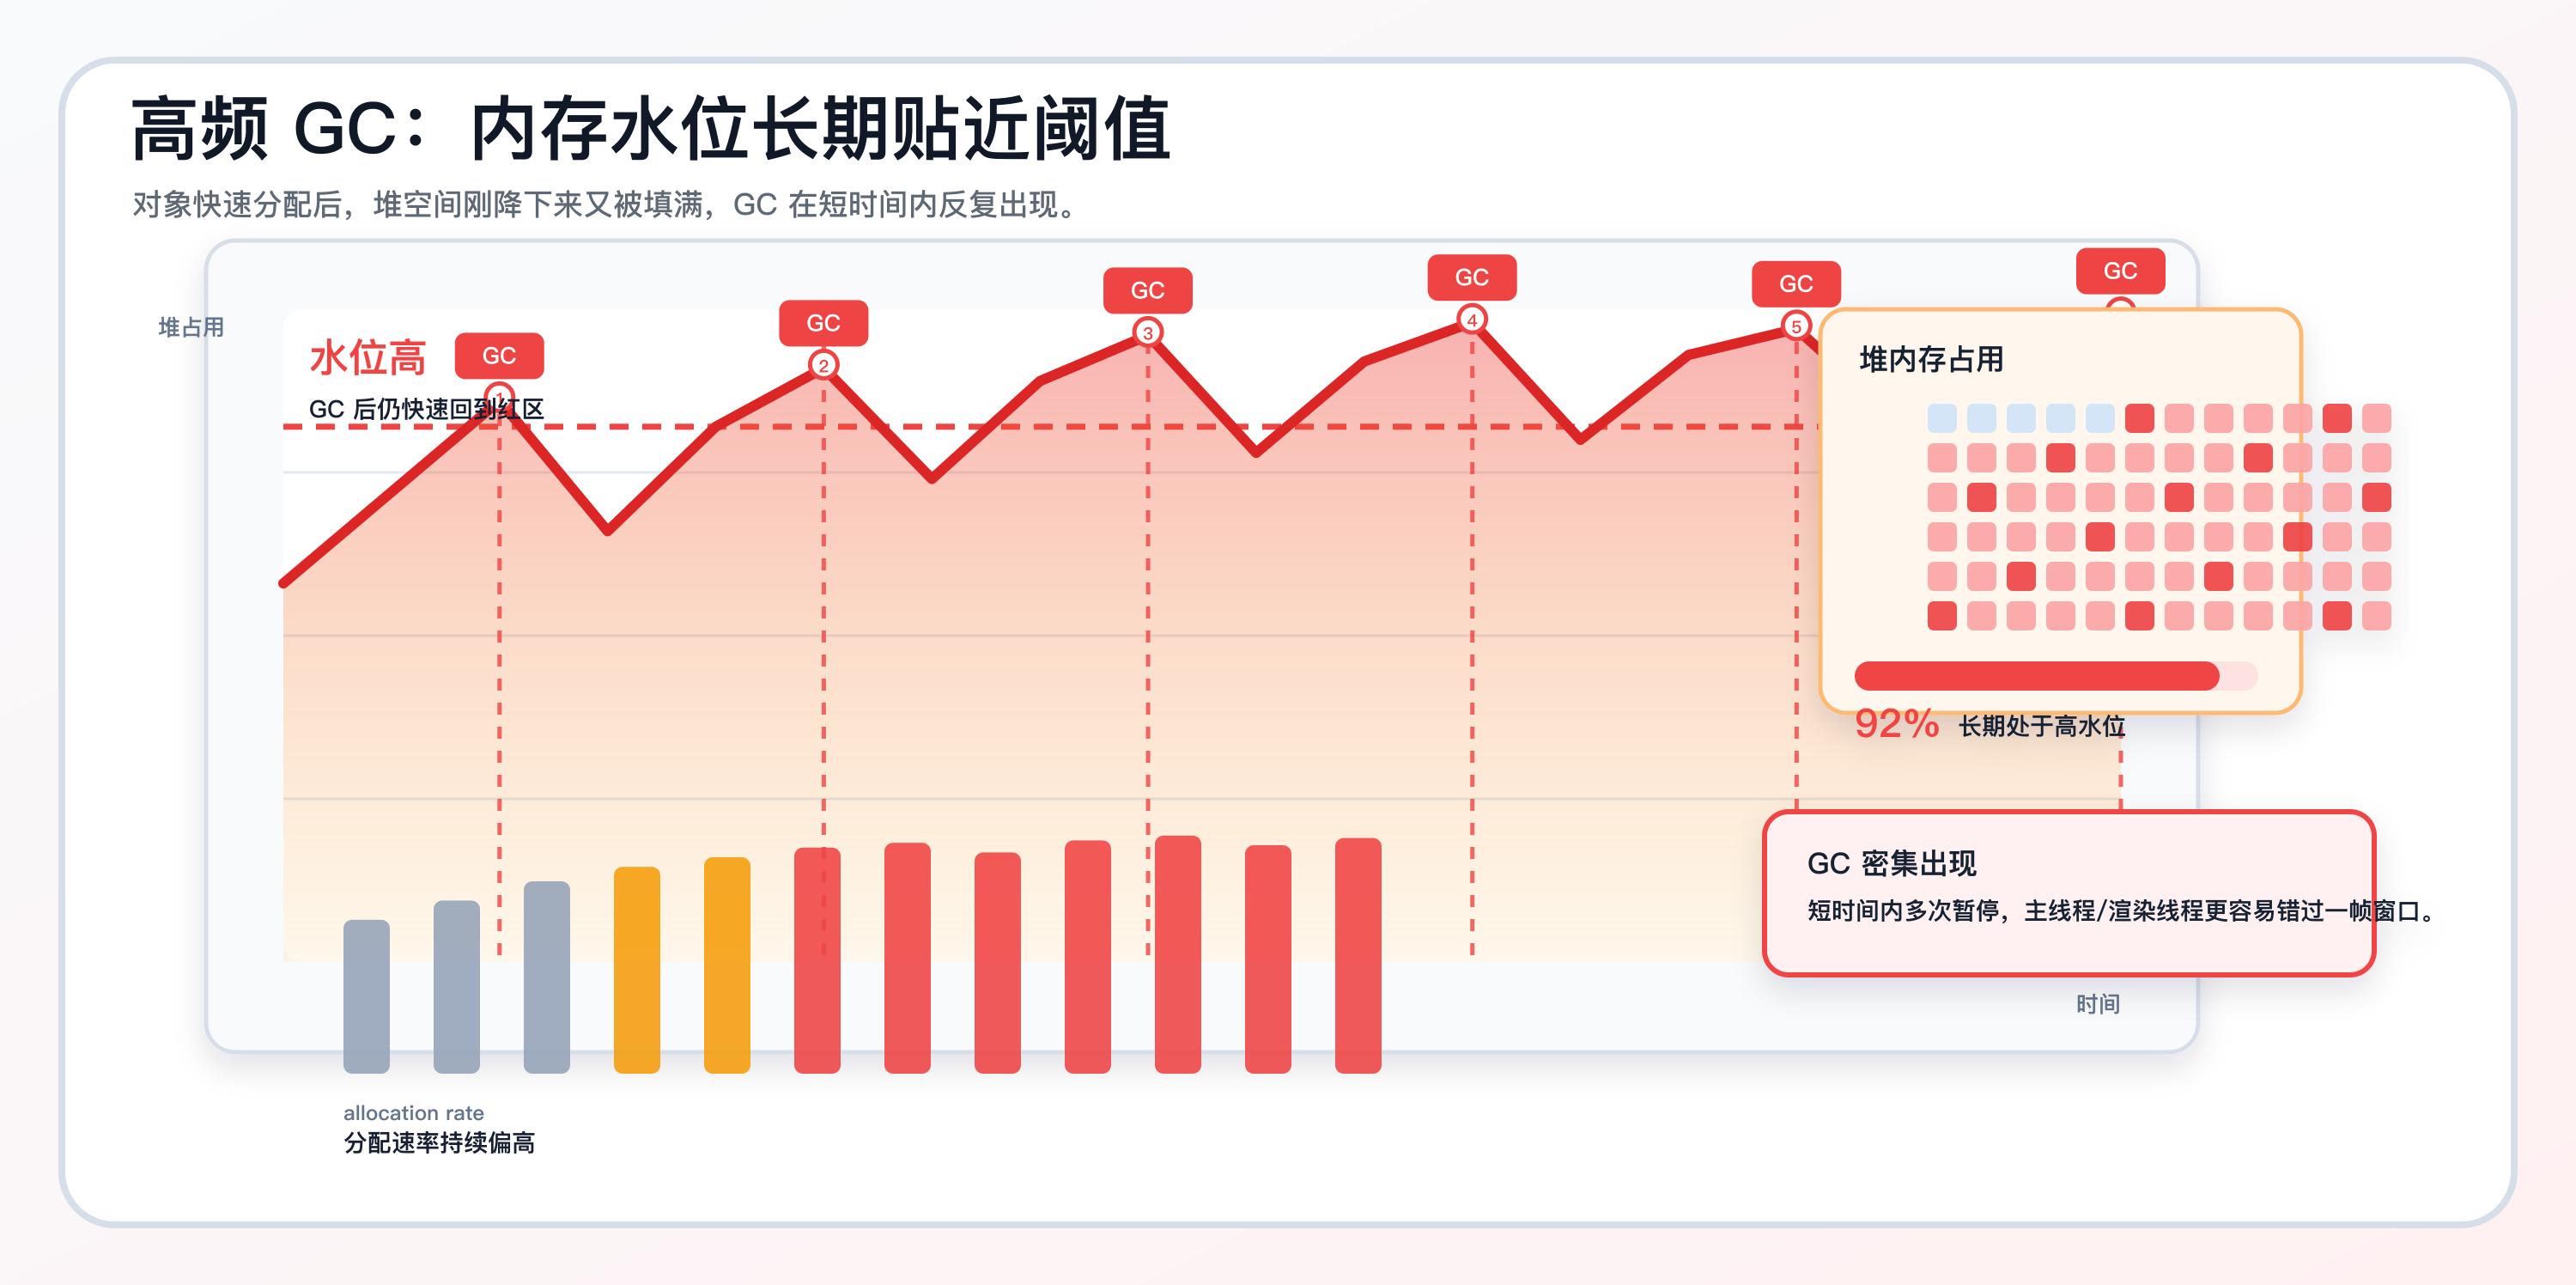 高频 GC：内存水位长期贴近阈值
对象快速分配后，堆空间刚降下来又被填满，GC 在短时间内反复出现。
堆占用
水位高
GC 后仍快速回到红区
GC
1
GC
2
GC
3
GC
4
GC
5
GC
堆内存占用
92% 长期处于高水位
GC 密集出现
短时间内多次暂停，主线程/渲染线程更容易错过一帧窗口。
时间
allocation rate
分配速率持续偏高